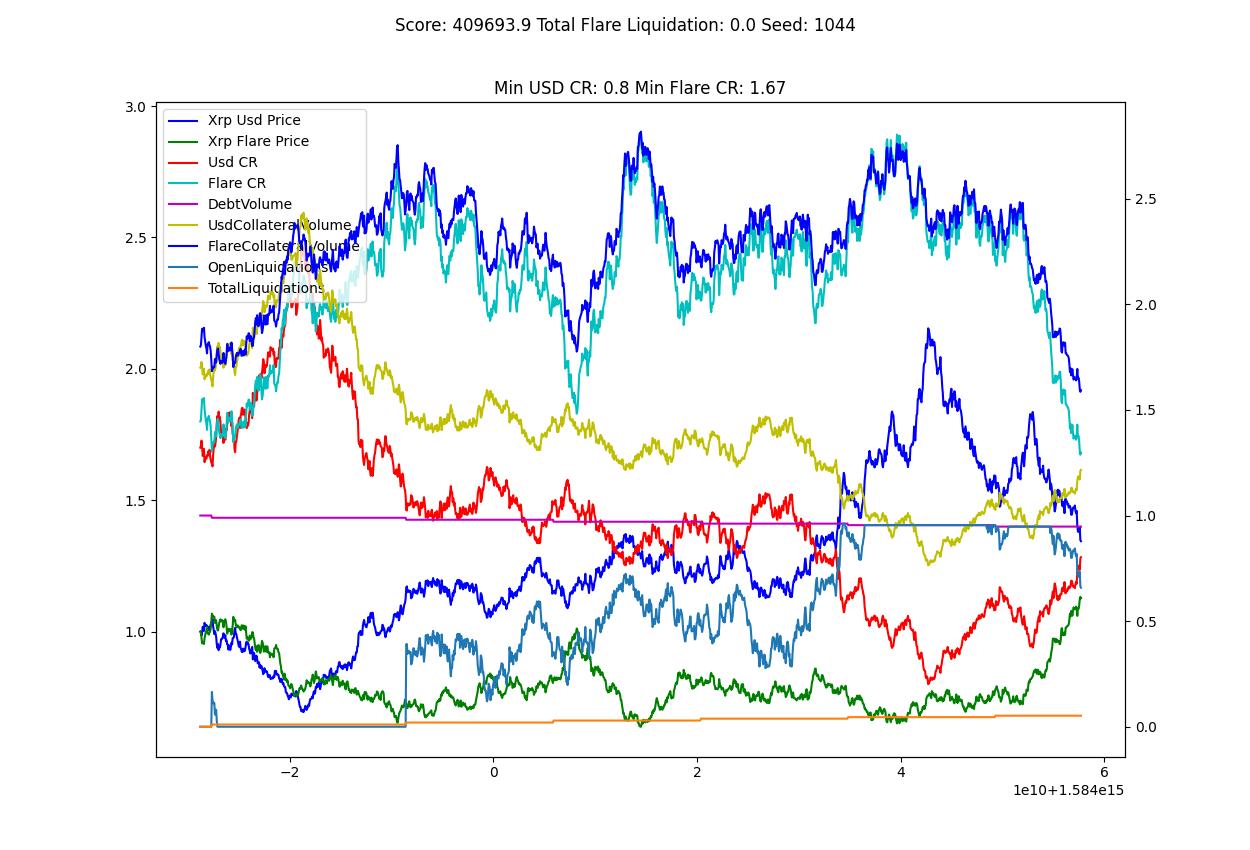 Score: 409693.9 Total Flare Liquidation: 0.0 Seed: 1044
Min USD CR: 0.8 Min Flare CR: 1.67
3.0
2.5
2.0
1.5
1.0
Xrp Usd Price
Xrp Flare Price
Usd CR
Flare CR
DebtVolume
UsdCollateralVolume
FlareCollateralVolume
OpenLiquidations
TotalLiquidations
2.5
2.0
1.5
1.0
0.5
0.0
−2 0 2 4 6
1e10+1.584e15